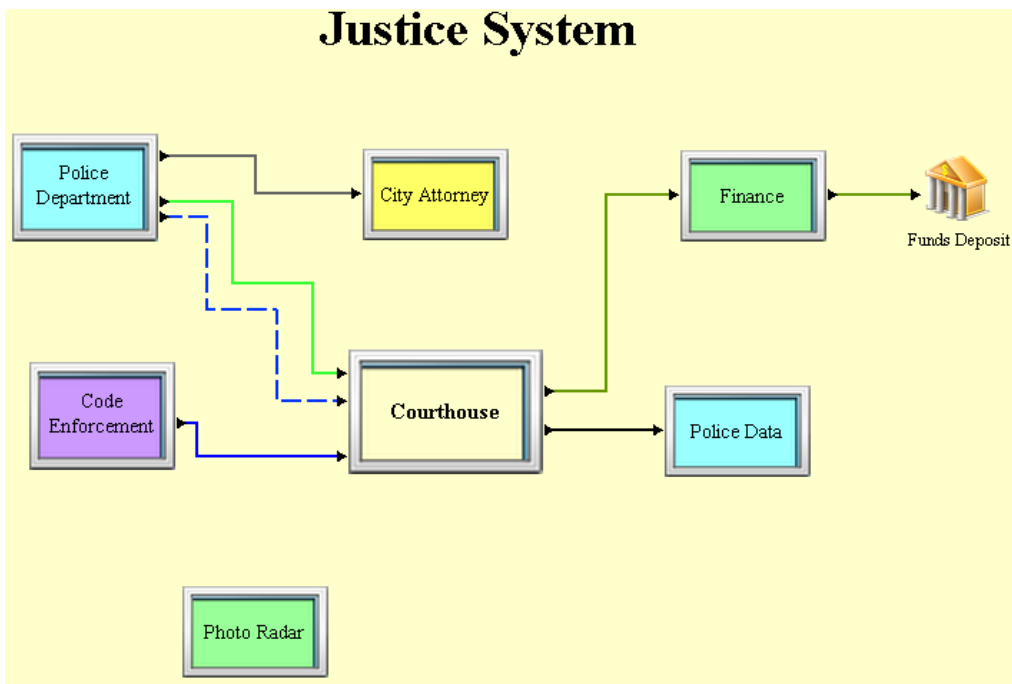 Justice System
Police
Department
City Attorney
Finance
Funds Deposit
Code
Enforcement
Courthouse
Police Data
Photo Radar